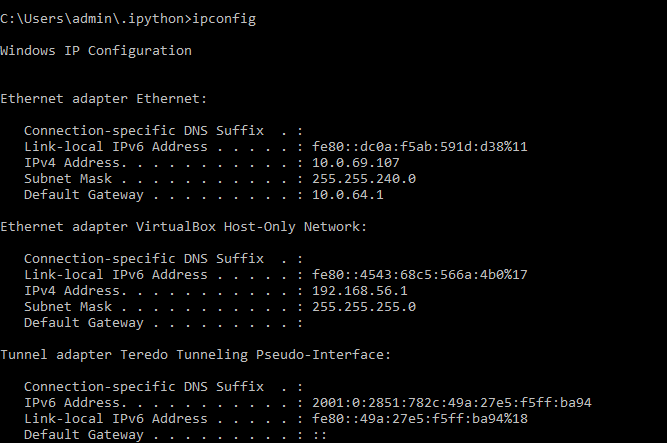 C:\Users\admin\.ipython>ipconfig
Windows IP Configuration
Ethernet adapter Ethernet:
Connection-specific DNS Suffix  . :
Link-local IPv6 Address . . . . . : fe80::dc0a:f5ab:591d:d38%11
IPv4 Address. . . . . . . . . . . : 10.0.69.107
Subnet Mask . . . . . . . . . . . : 255.255.240.0
Default Gateway . . . . . . . . . : 10.0.64.1
Ethernet adapter VirtualBox Host-Only Network:
Connection-specific DNS Suffix  . :
Link-local IPv6 Address . . . . . : fe80::4543:68c5:566a:4b0%17
IPv4 Address. . . . . . . . . . . : 192.168.56.1
Subnet Mask . . . . . . . . . . . : 255.255.255.0
Default Gateway . . . . . . . . . :
Tunnel adapter Teredo Tunneling Pseudo-Interface:
Connection-specific DNS Suffix  . :
IPv6 Address. . . . . . . . . . . : 2001:0:2851:782c:49a:27e5:f5ff:ba94
Link-local IPv6 Address . . . . . : fe80::49a:27e5:f5ff:ba94%18
Default Gateway . . . . . . . . . : ::